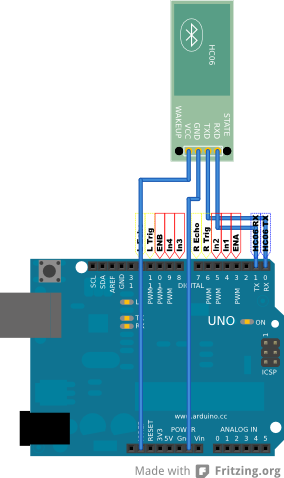 HC06
WAKEUP
VCC
GND
TXD
RXD
STATE
L Trig
ENB
In4
In3
R Echo
R Trig
In2
In1
ENA
HC06 RX
HC06 TX
SCL
SDA
AREF
GND
13
12
11
10
9
8
7
6
5
4
3
2
1
0
PWM
PWM
PWM
PWM
PWM
PWM
TX
RX
DIGITAL
L
UNO
ON
1
ICSP
www.arduino.cc
POWER
ANALOG IN
RESET
3V3
5V
Gnd
Vin
0 1 2 3 4 5
Made with Fritzing.org